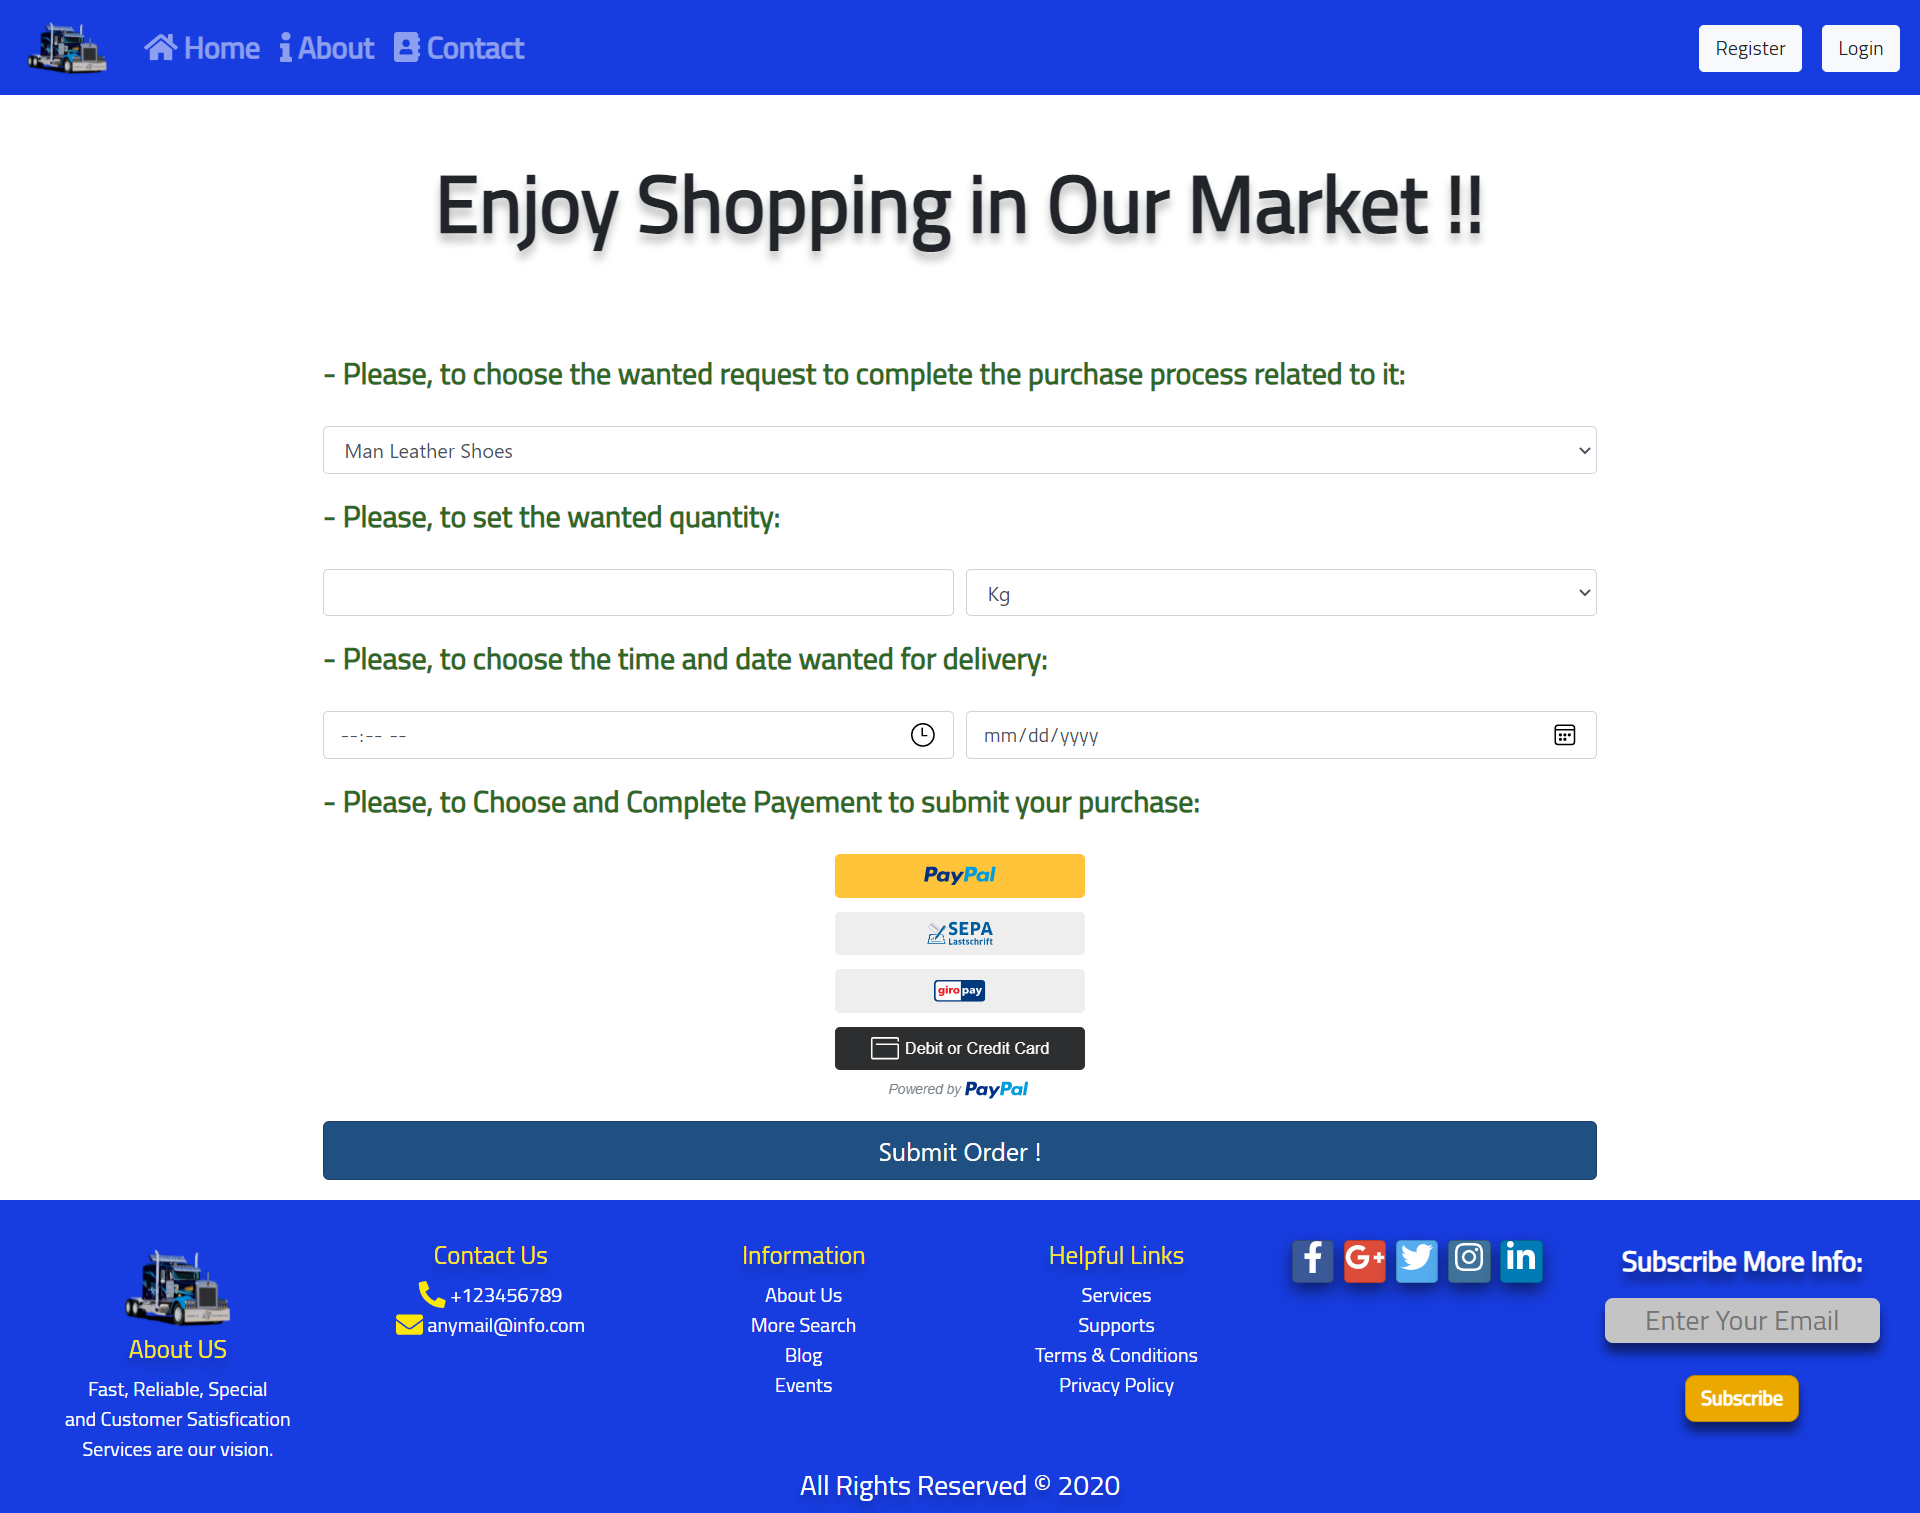 Home About Contact
Register Login
Enjoy Shopping in Our Market !!
- Please, to choose the wanted request to complete the purchase process related to it:
Man Leather Shoes
- Please, to set the wanted quantity:
Kg
- Please, to choose the time and date wanted for delivery:
--:-- --
mm/dd/yyyy
- Please, to Choose and Complete Payement to submit your purchase:
PayPal
SEPA
Lastschrift
giropay
Debit or Credit Card
Powered by PayPal
Submit Order !
About US
Fast, Reliable, Special
and Customer Satisfication
Services are our vision.
Contact Us
+123456789
anymail@info.com
Information
About Us
More Search
Blog
Events
Helpful Links
Services
Supports
Terms & Conditions
Privacy Policy
Subscribe More Info:
Enter Your Email
Subscribe
All Rights Reserved © 2020